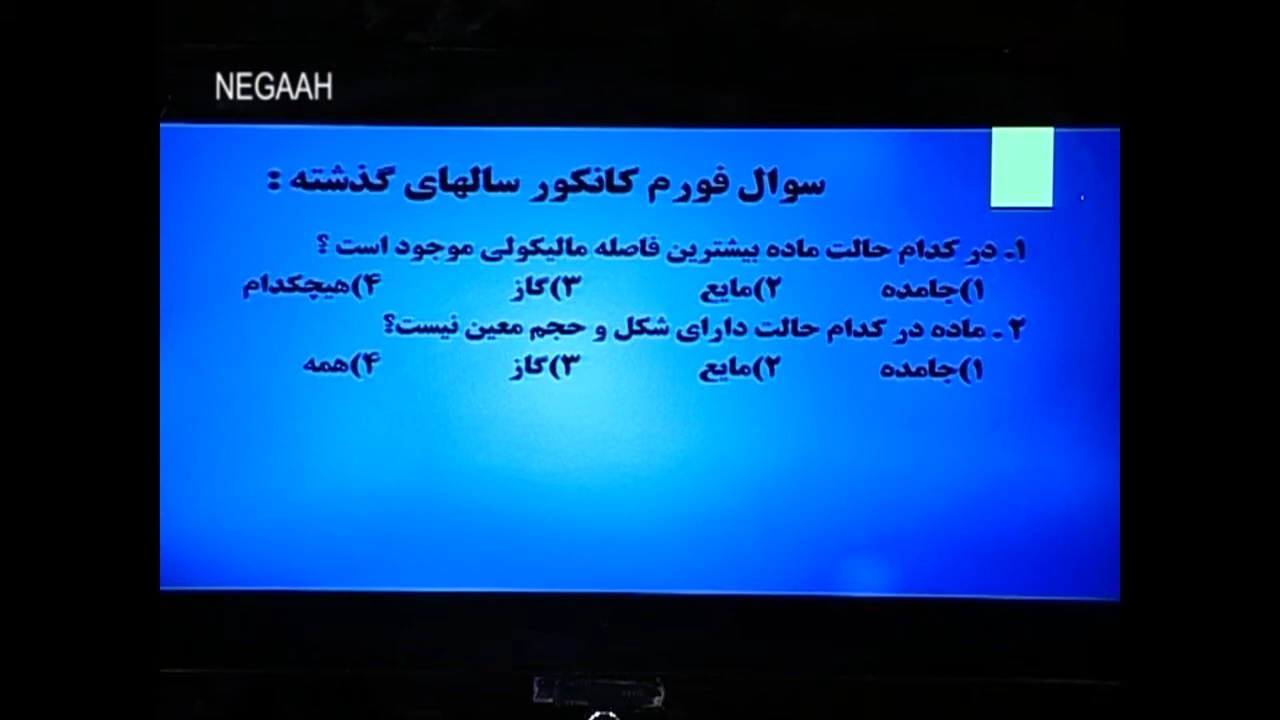 NEGAAH
سوال فورم کانکور سالهای گذشته :
۱ـ در کدام حالت ماده بیشترین فاصله مالیکولی موجود است ؟
۱)جامده ۲)مایع ۳)گاز ۴)هیچکدام
۲ ـ ماده در کدام حالت دارای شکل و حجم معین نیست؟
۱)جامده ۲)مایع ۳)گاز ۴)همه